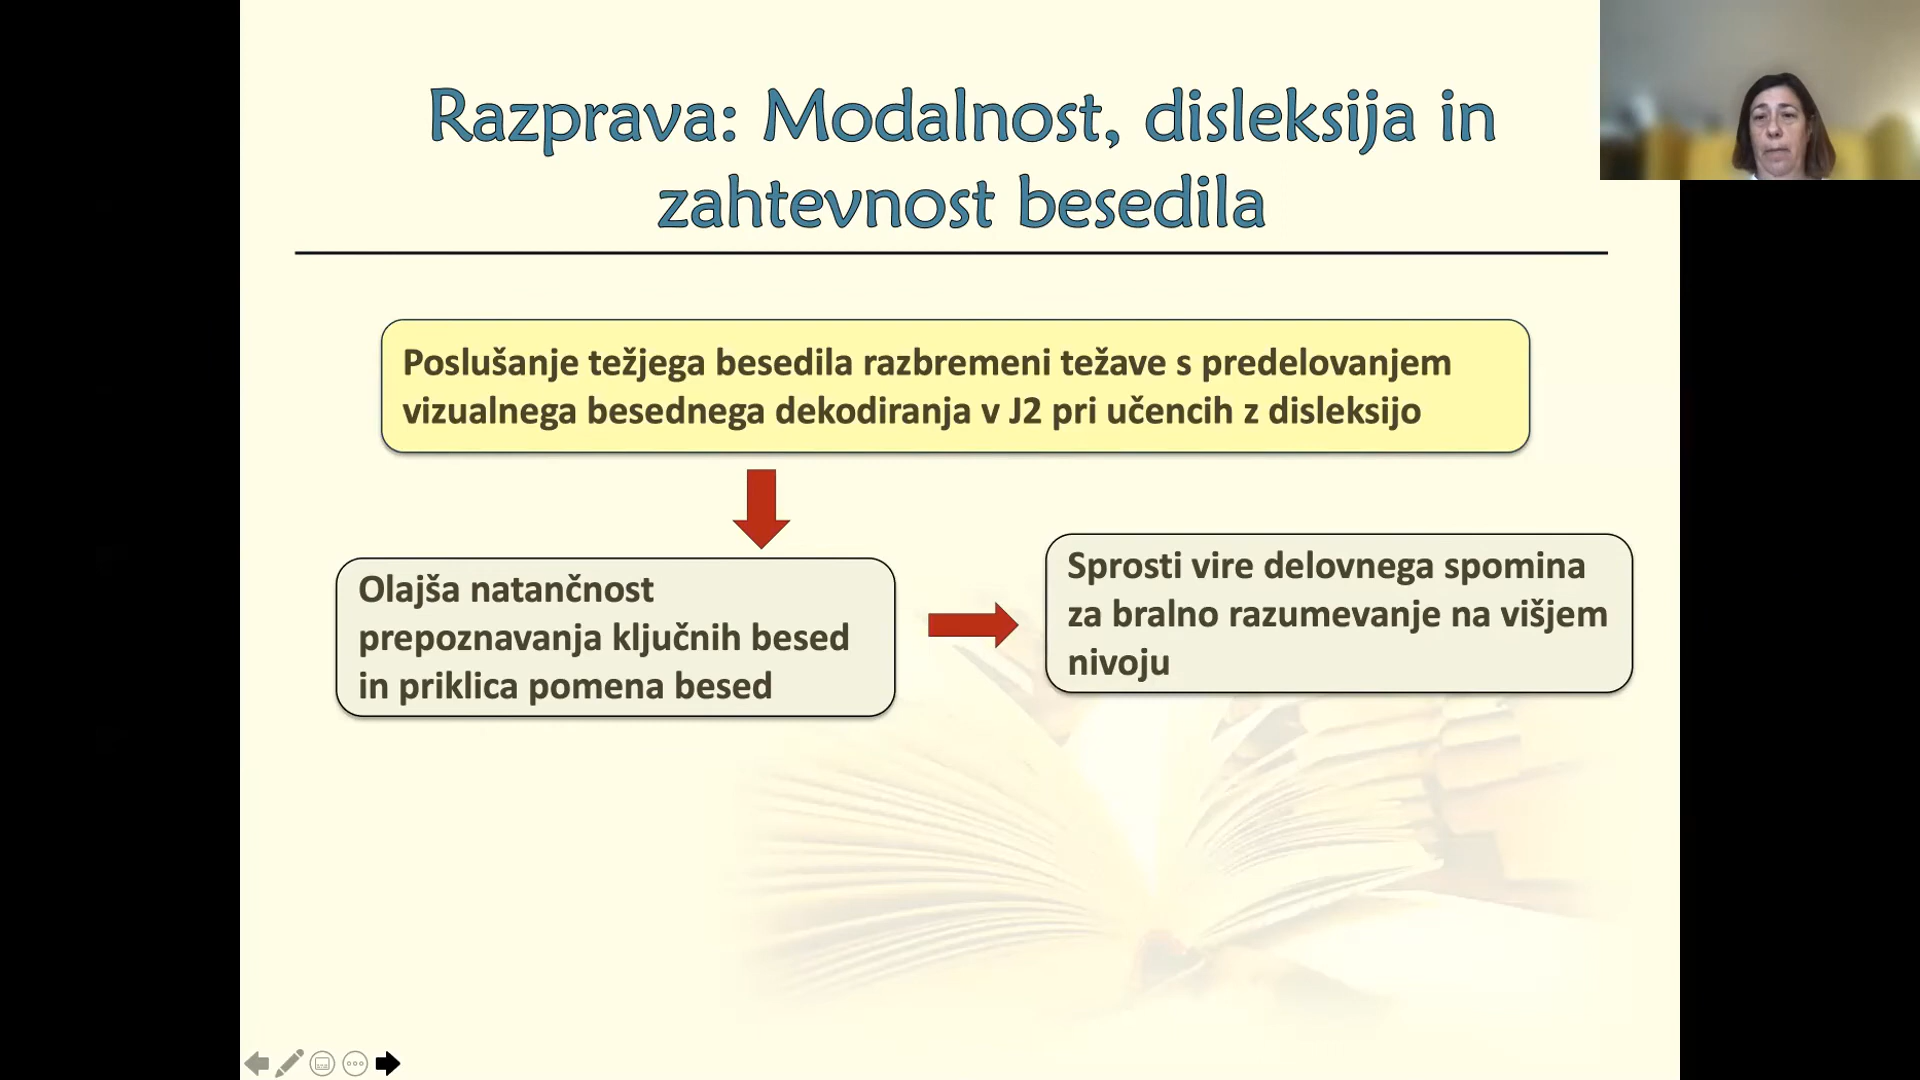 Razprava: Modalnost, disleksija in
zahtevnost besedila
Poslušanje težjega besedila razbremeni težave s predelovanjem
vizualnega besednega dekodiranja v J2 pri učencih z disleksijo
Olajša natančnost
prepoznavanja ključnih besed
in priklica pomena besed
Sprosti vire delovnega spomina
za bralno razumevanje na višjem
nivoju